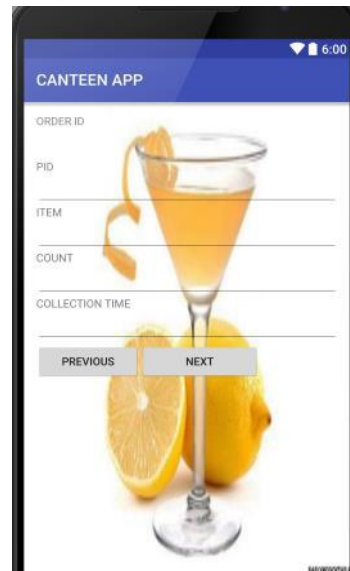 6:00
CANTEEN APP
ORDER ID
PID
ITEM
COUNT
COLLECTION TIME
PREVIOUS NEXT